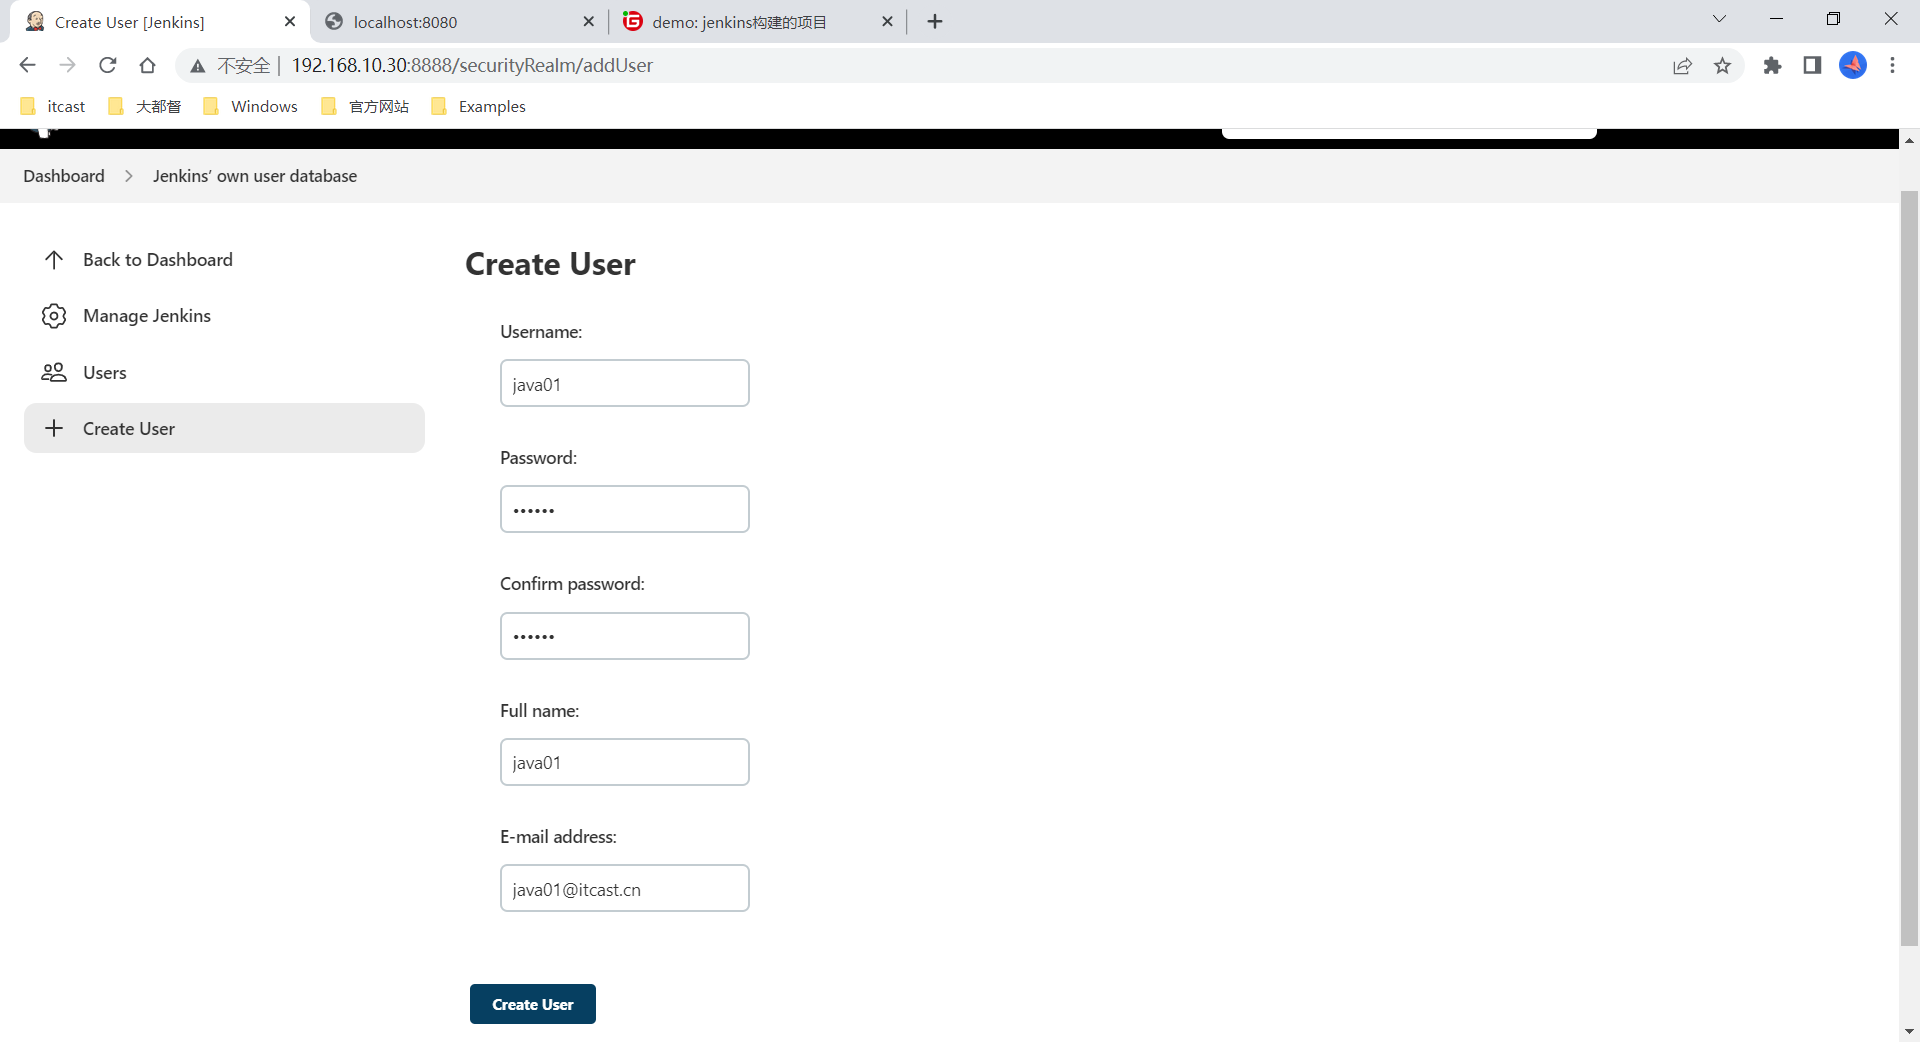 Create User [Jenkins]
localhost:8080
demo: jenkins构建的项目
不安全 | 192.168.10.30:8888/securityRealm/addUser
itcast
大都督
Windows
官方网站
Examples
Dashboard
Jenkins’ own user database
Back to Dashboard
Manage Jenkins
Users
Create User
Create User
Username:
java01
Password:
••••••
Confirm password:
••••••
Full name:
java01
E-mail address:
java01@itcast.cn
Create User